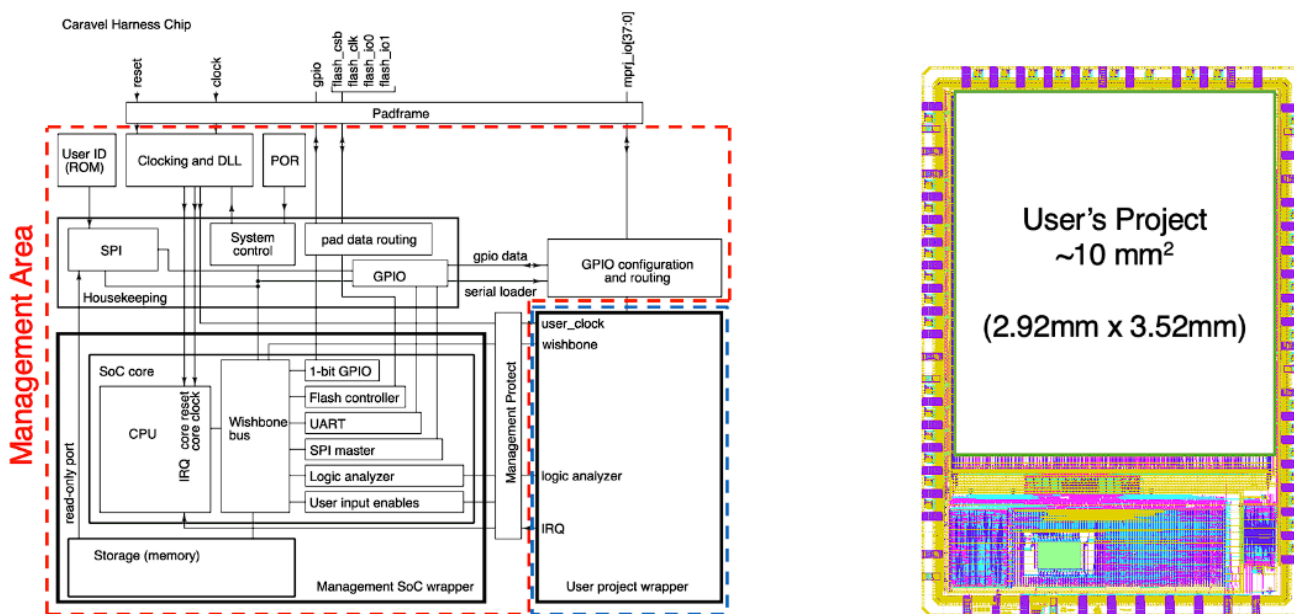 Caravel Harness Chip
reset
clock
gpio
flash_csb
flash_clk
flash_io0
flash_io1
mprj_io[37:0]
Padframe
Management Area
User ID
(ROM)
Clocking and DLL
POR
SPI
System
control
pad data routing
GPIO
Housekeeping
gpio data
serial loader
GPIO configuration
and routing
user_clock
wishbone
SoC core
CPU
core reset
core clock
IRQ
Wishbone
bus
1-bit GPIO
Flash controller
UART
SPI master
Logic analyzer
User input enables
Management Protect
logic analyzer
IRQ
read-only port
Storage (memory)
Management SoC wrapper
User project wrapper
User's Project
~10 mm²
(2.92mm x 3.52mm)